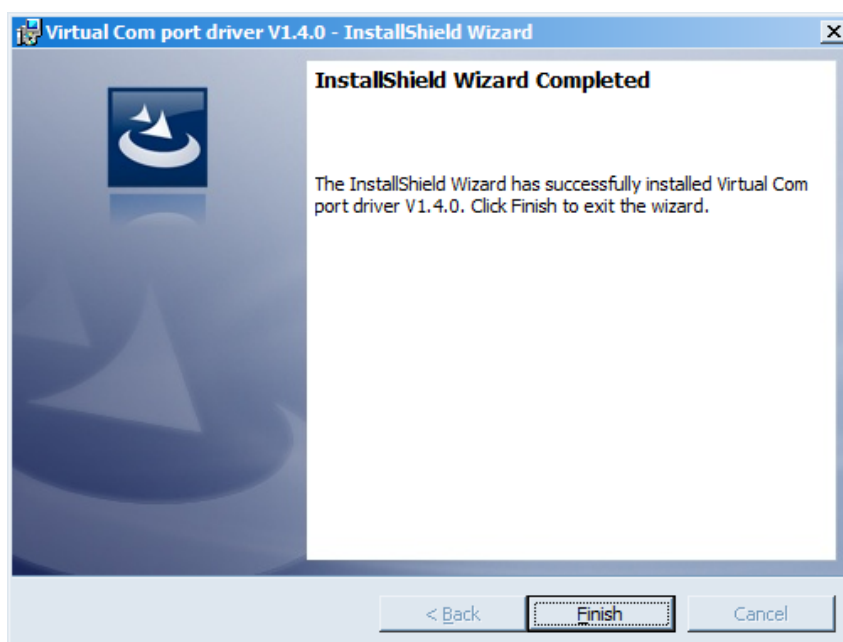 Virtual Com port driver V1.4.0 - InstallShield Wizard
InstallShield Wizard Completed
The InstallShield Wizard has successfully installed Virtual Com
port driver V1.4.0. Click Finish to exit the wizard.
< Back
Finish
Cancel